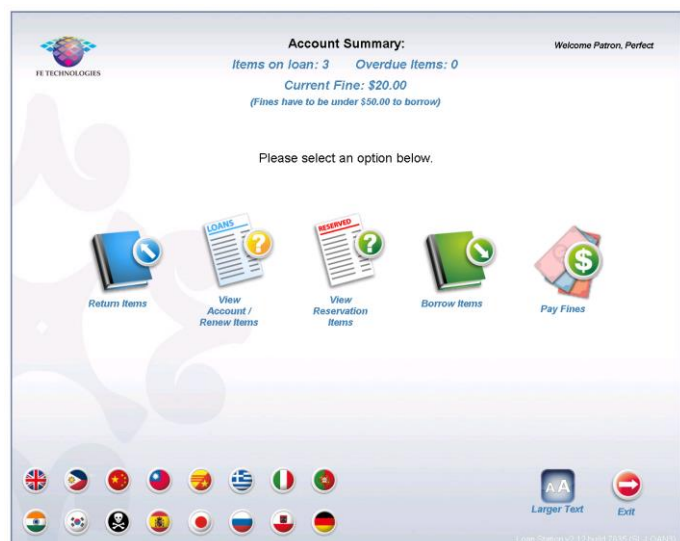 Account Summary:
Welcome Patron, Perfect
FE TECHNOLOGIES
Items on loan: 3 Overdue Items: 0
Current Fine: $20.00
(Fines have to be under $50.00 to borrow)
Please select an option below.
LOANS
?
RESERVED
?
$
Return Items
View
Account /
Renew Items
View
Reservation
Items
Borrow Items
Pay Fines
AA
Larger Text
Exit